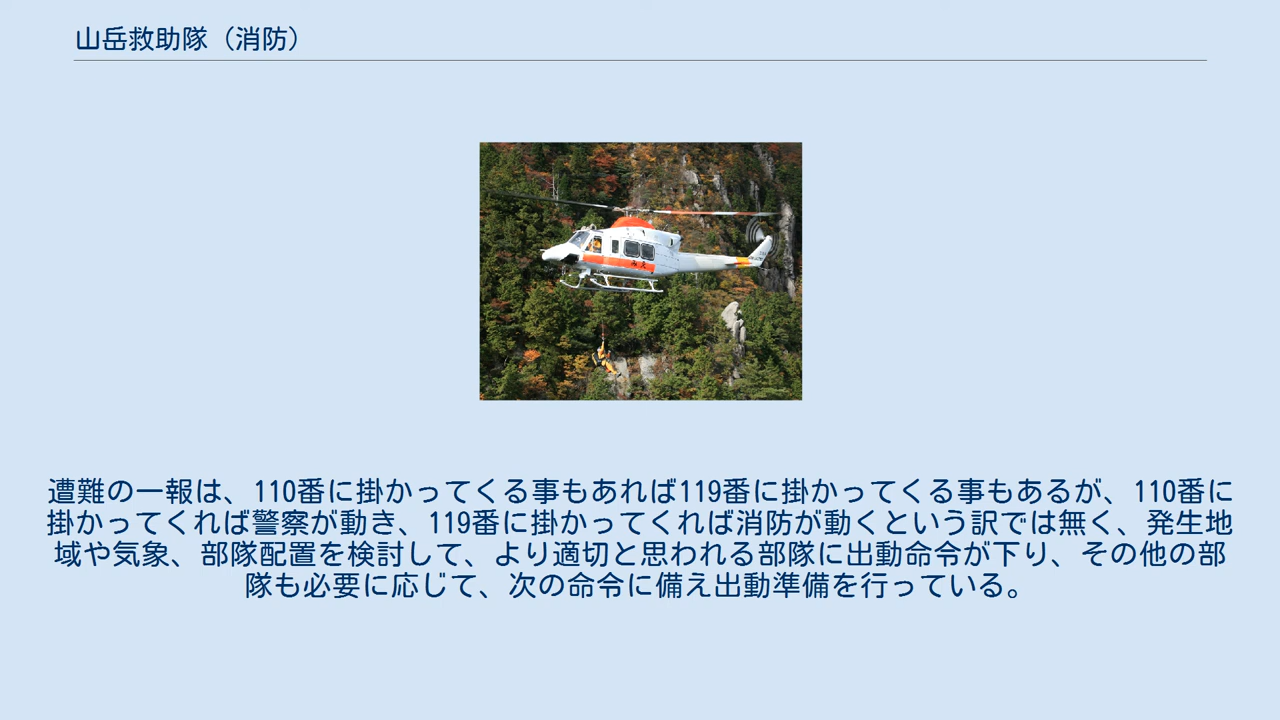 山岳救助隊（消防）
遭難の一報は、110番に掛かってくる事もあれば119番に掛かってくる事もあるが、110番に
掛かってくれば警察が動き、119番に掛かってくれば消防が動くという訳では無く、発生地
域や気象、部隊配置を検討して、より適切と思われる部隊に出動命令が下り、その他の部
隊も必要に応じて、次の命令に備え出動準備を行っている。